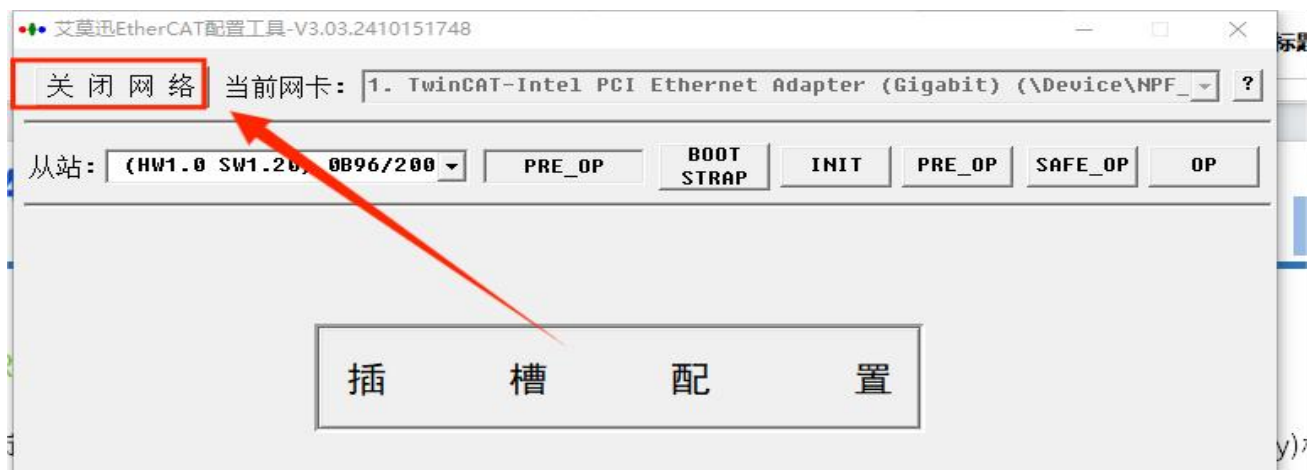 艾莫迅EtherCAT配置工具-V3.03.2410151748
标题
关闭网络 当前网卡: 1. TwinCAT-Intel PCI Ethernet Adapter (Gigabit) (\Device\NPF_ ?
从站: (HW1.0 SW1.20) 0B96/200 PRE_OP BOOT STRAP INIT PRE_OP SAFE_OP OP
插槽配置
y)